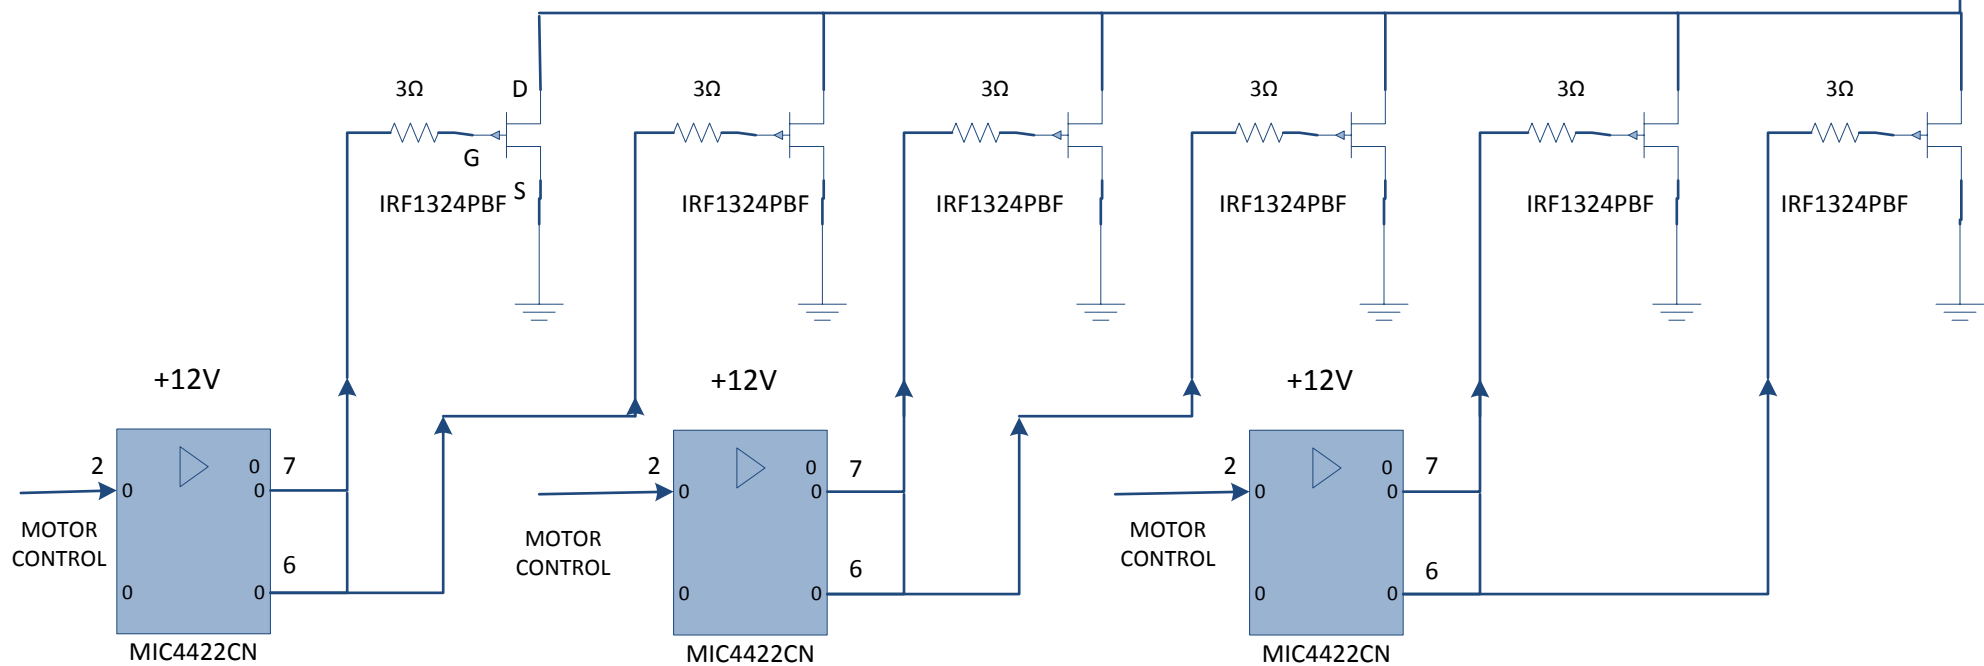 3Ω D 3Ω 3Ω 3Ω 3Ω 3Ω
G
S
IRF1324PBF IRF1324PBF IRF1324PBF IRF1324PBF IRF1324PBF IRF1324PBF
+12V +12V +12V
2 0 7 2 0 7 2 0 7
0 0 0 0 0 0
MOTOR
CONTROL
MOTOR
CONTROL
MOTOR
CONTROL
6 6 6
0 0 0 0 0 0
MIC4422CN MIC4422CN MIC4422CN